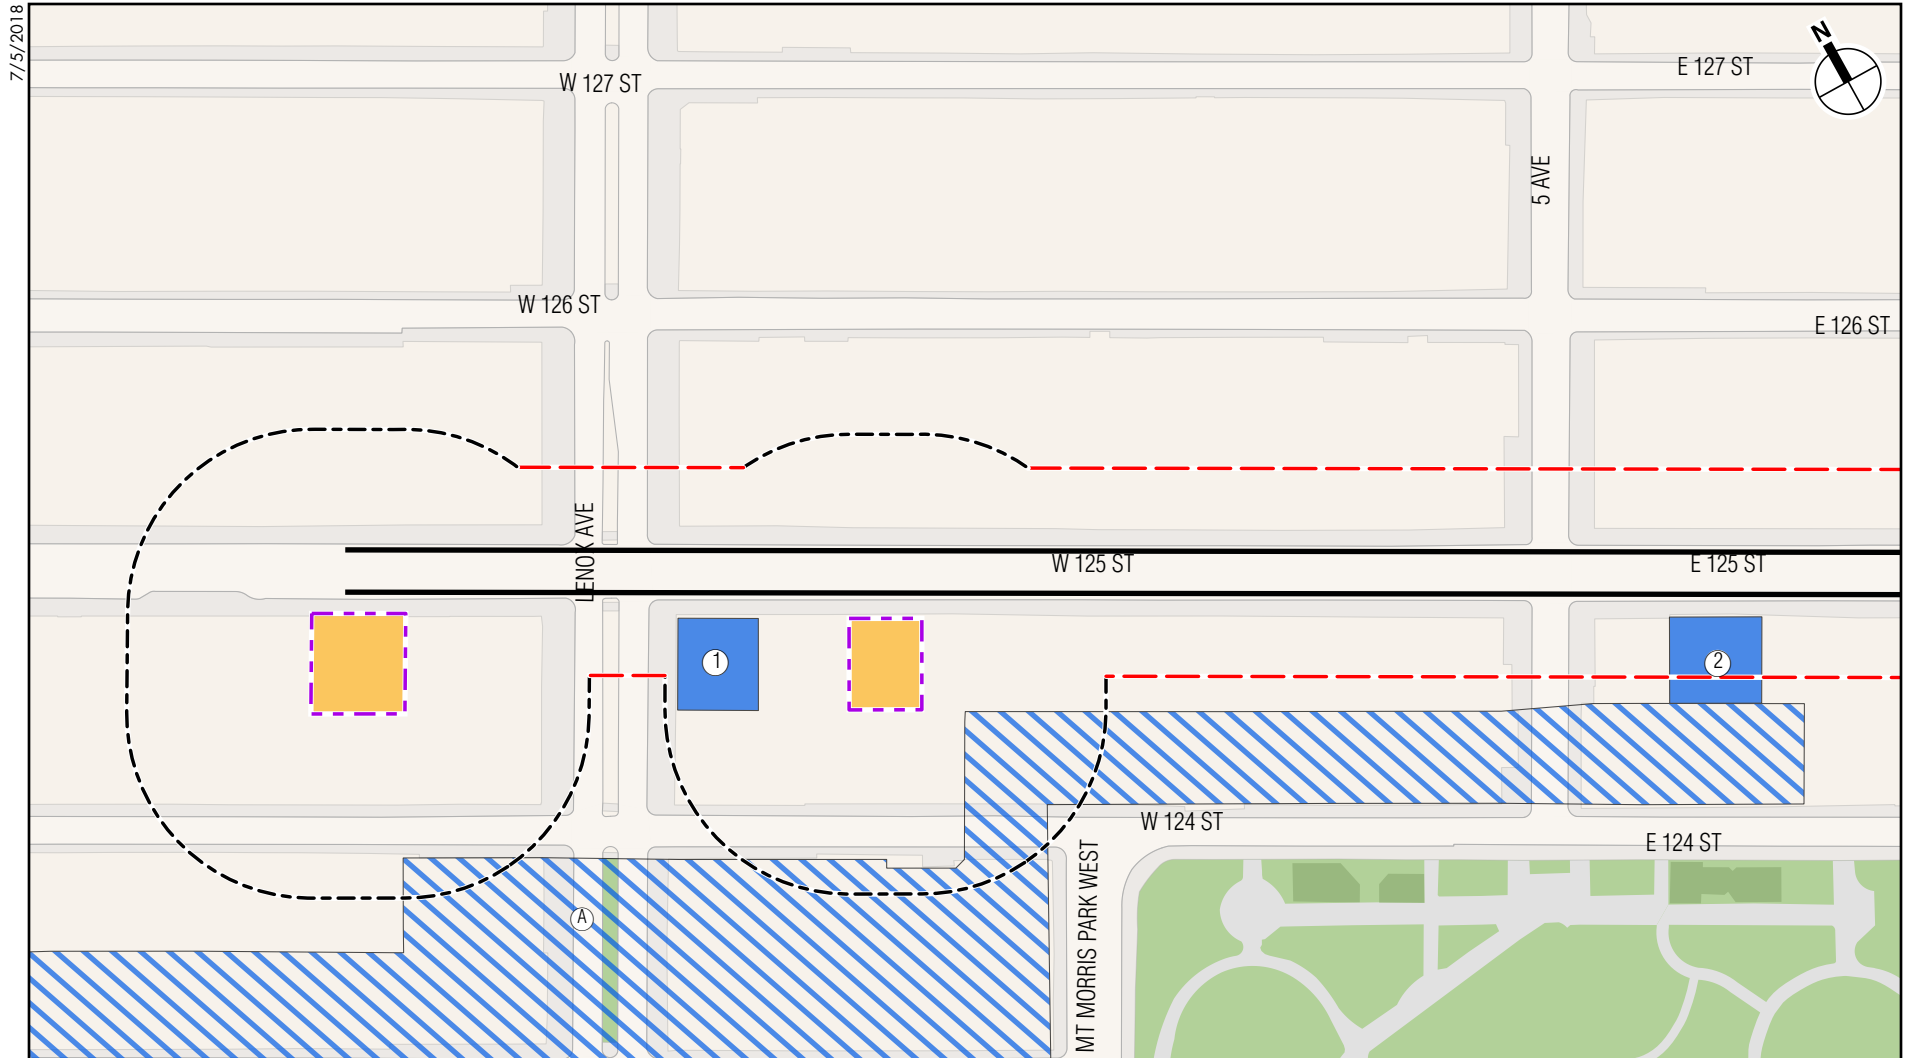 7/5/2018
N
W 127 ST
E 127 ST
5 AVE
W 126 ST
E 126 ST
LENOX AVE
W 125 ST
E 125 ST
1
2
W 124 ST
E 124 ST
MT MORRIS PARK WEST
A